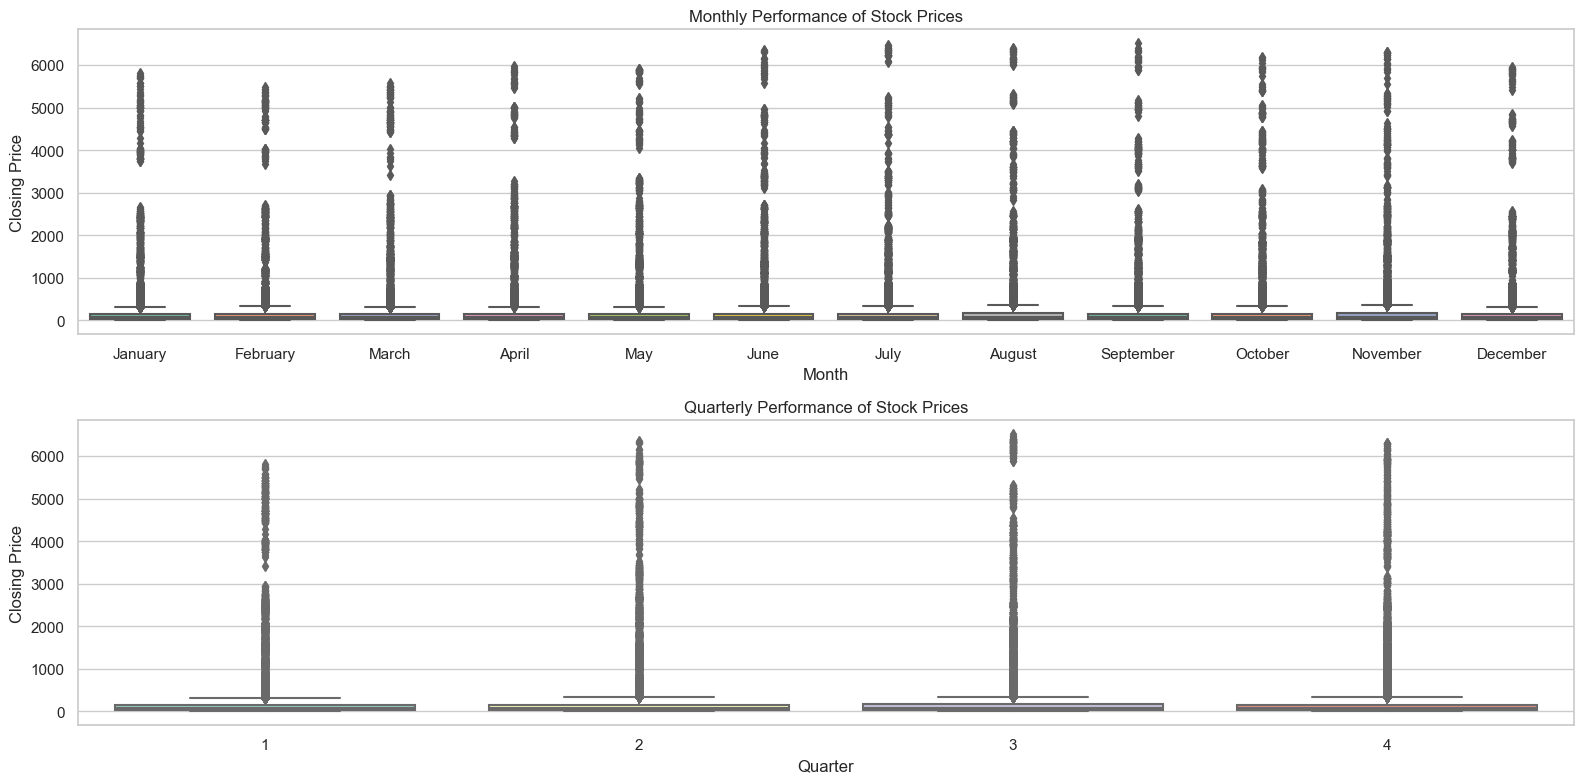 Monthly Performance of Stock Prices
Closing Price
6000
5000
4000
3000
2000
1000
0
January February March April May June July August September October November December
Month
Quarterly Performance of Stock Prices
Closing Price
6000
5000
4000
3000
2000
1000
0
1 2 3 4
Quarter